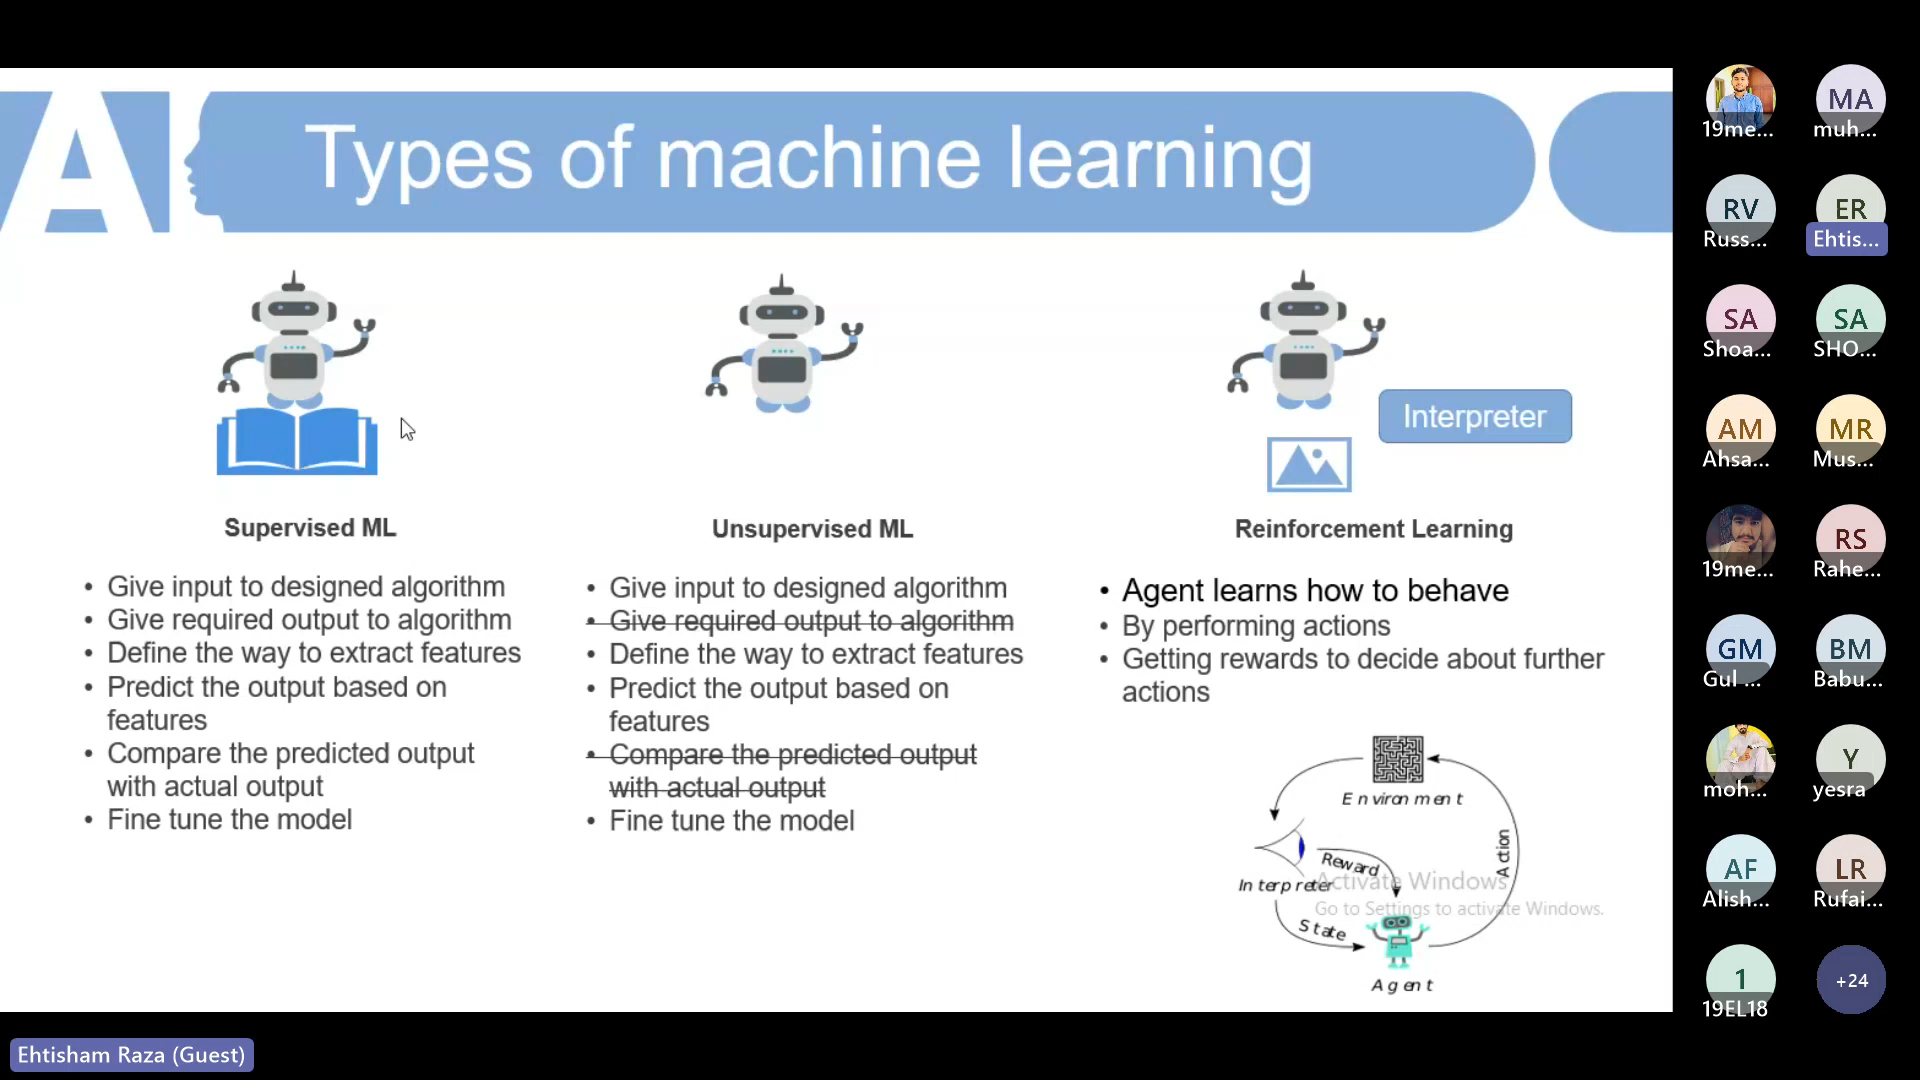 A
Types of machine learning
Interpreter
Supervised ML
• Give input to designed algorithm
• Give required output to algorithm
• Define the way to extract features
• Predict the output based on
features
• Compare the predicted output
with actual output
• Fine tune the model
Unsupervised ML
• Give input to designed algorithm
• Give required output to algorithm
• Define the way to extract features
• Predict the output based on
features
• Compare the predicted output
with actual output
• Fine tune the model
Reinforcement Learning
• Agent learns how to behave
• By performing actions
• Getting rewards to decide about further
actions
Environment
Action
Reward
Interpreter
State
Agent
Activate Windows
Go to Settings to activate Windows.
19me...
MA
muh...
RV
Russ...
ER
Ehtis...
SA
Shoa...
SA
SHO...
AM
Ahsa...
MR
Mus...
19me...
RS
Rahe...
GM
Gul ...
BM
Babu...
moh...
Y
yesra
AF
Alish...
LR
Rufai...
1
19EL18
+24
Ehtisham Raza (Guest)